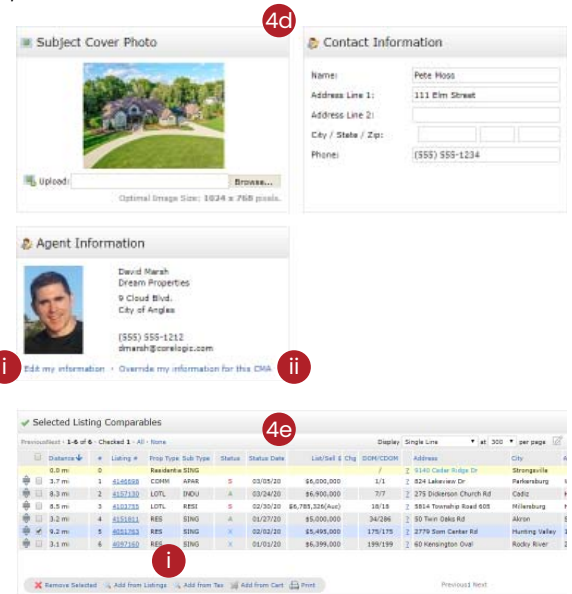 4d
Subject Cover Photo
Upload: Browse...
Optimal Image Size: 1024 x 768 pixels.
Contact Information
Name: Pete Moss
Address Line 1: 111 Elm Street
Address Line 2:
City / State / Zip:
Phone: (555) 555-1234
Agent Information
David Marsh
Dream Properties
9 Cloud Blvd.
City of Angles
(555) 555-1212
dmarsh@corelogic.com
i Edit my information · Override my information for this CMA ii
4e
Selected Listing Comparables
PreviousNext · 1-6 of 6 · Checked 1 · All · None Display Single Line at 300 per page
Distance # Listing # Prop Type Sub Type Status Status Date List/Sell $ Chg DOM/CDOM Address City A
0.0 mi 0 Residentia SING ? 9140 Cedar Ridge Dr Strongsville
3.7 mi 1 4146698 COMM APAR S 03/05/20 $6,000,000 1/1 ? 824 Lakeview Dr Parkersburg
8.3 mi 2 4157130 LOTL INDU A 03/24/20 $6,900,000 7/7 ? 275 Dickerson Church Rd Cadiz
8.5 mi 3 4103755 LOTL RESI S 02/30/20 $6,785,328(Auc) 18/16 ? 5814 Township Road 605 Millersburg
3.2 mi 4 4151911 RES SING A 01/27/20 $5,000,000 34/286 ? 50 Twin Oaks Rd Akron
9.2 mi 5 4051763 RES SING X 02/02/20 $5,495,000 175/175 ? 2779 Som Center Rd Hunting Valley
3.1 mi 6 4097160 RES SING X 01/01/20 $6,399,000 199/199 ? 60 Kensington Oval Rocky River
i
Remove Selected Add from Listings Add from Tax Add from Cart Print Previous1 Next